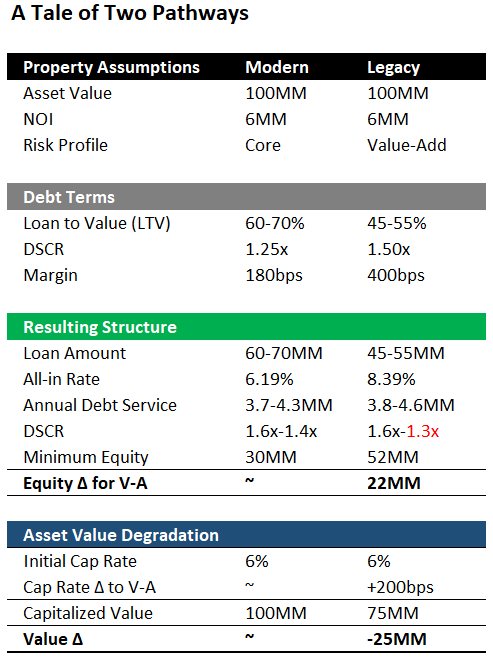 A Tale of Two Pathways
Property Assumptions Modern Legacy
Asset Value 100MM 100MM
NOI 6MM 6MM
Risk Profile Core Value-Add
Debt Terms
Loan to Value (LTV) 60-70% 45-55%
DSCR 1.25x 1.50x
Margin 180bps 400bps
Resulting Structure
Loan Amount 60-70MM 45-55MM
All-in Rate 6.19% 8.39%
Annual Debt Service 3.7-4.3MM 3.8-4.6MM
DSCR 1.6x-1.4x 1.6x-1.3x
Minimum Equity 30MM 52MM
Equity Δ for V-A ~ 22MM
Asset Value Degradation
Initial Cap Rate 6% 6%
Cap Rate Δ to V-A ~ +200bps
Capitalized Value 100MM 75MM
Value Δ ~ -25MM